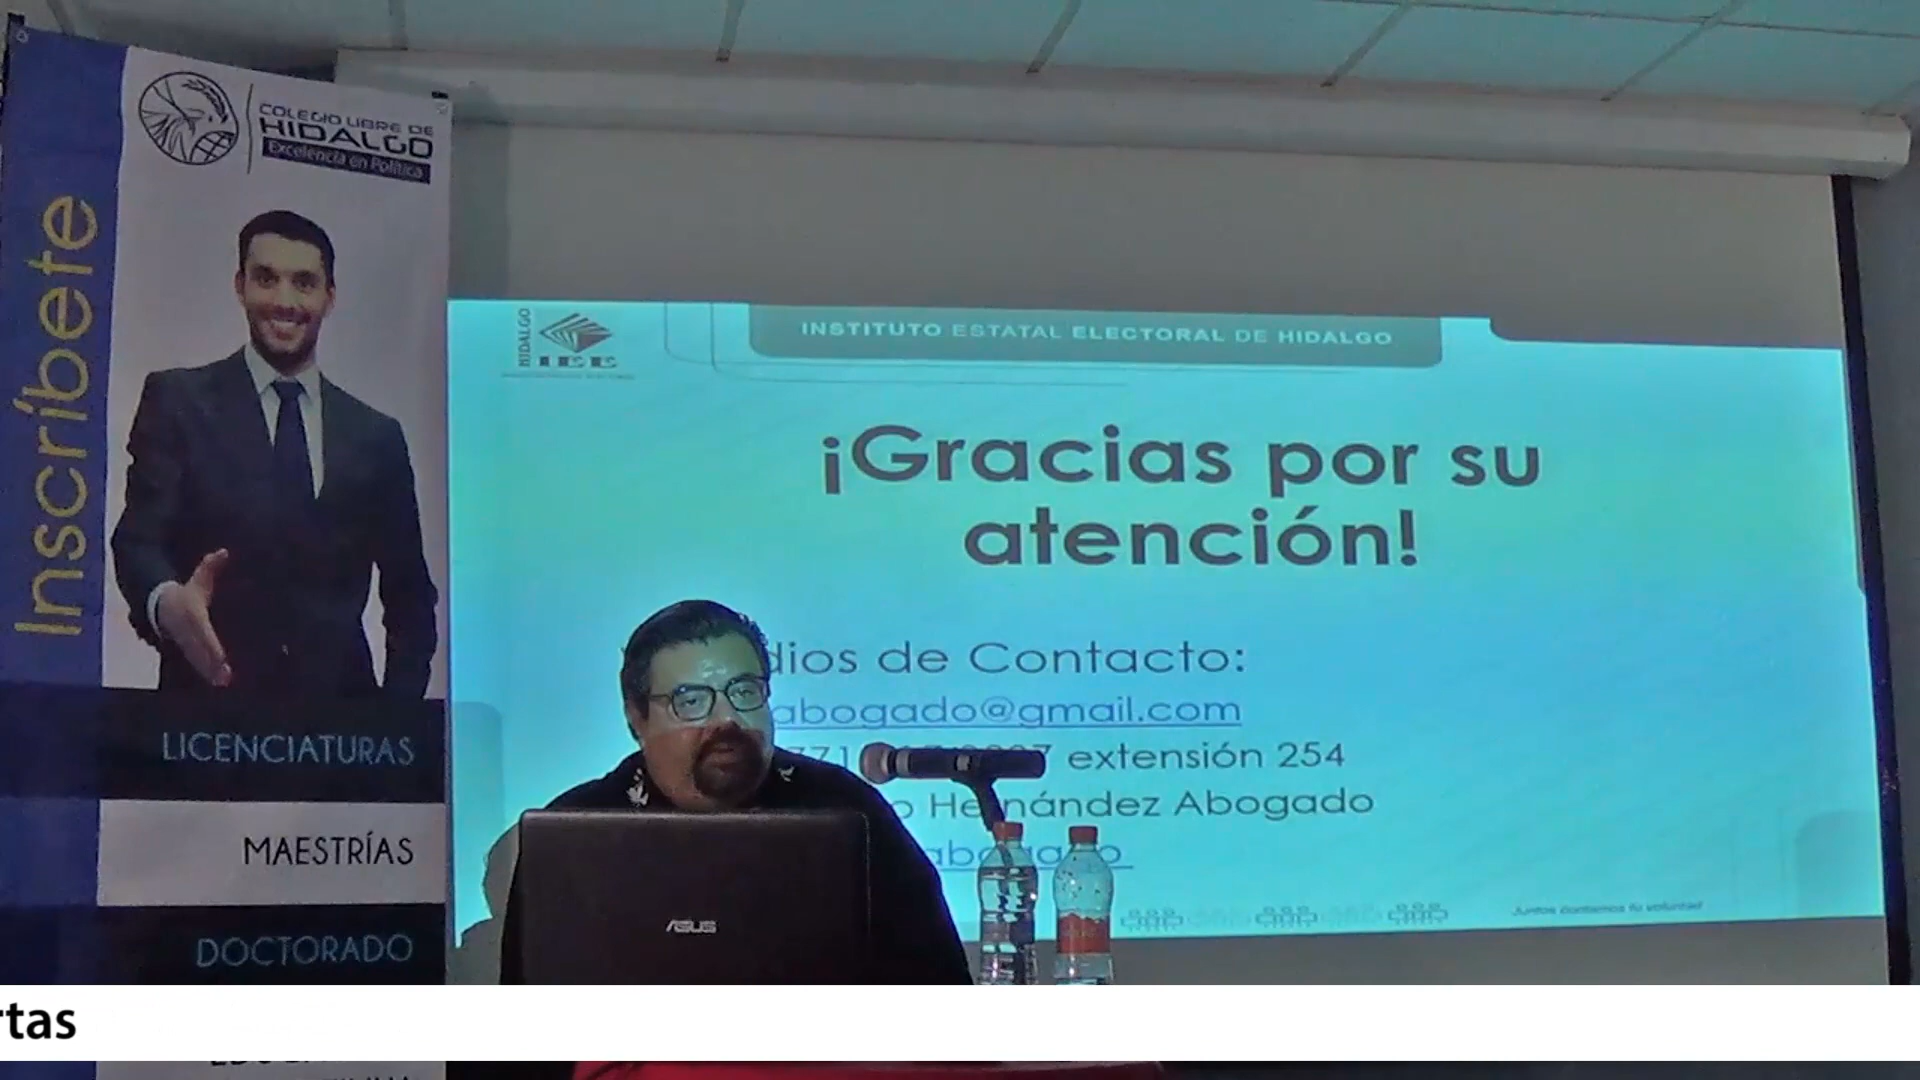 Inscríbete
COLEGIO LIBRE DE
HIDALGO
Excelencia en Política
LICENCIATURAS
MAESTRÍAS
DOCTORADO
HIDALGO
IEE
INSTITUTO ESTATAL ELECTORAL DE HIDALGO
¡Gracias por su
atención!
dios de Contacto:
abogado@gmail.com
extensión 254
Hernández Abogado
Juntos contamos tu voluntad
ASUS
rtas